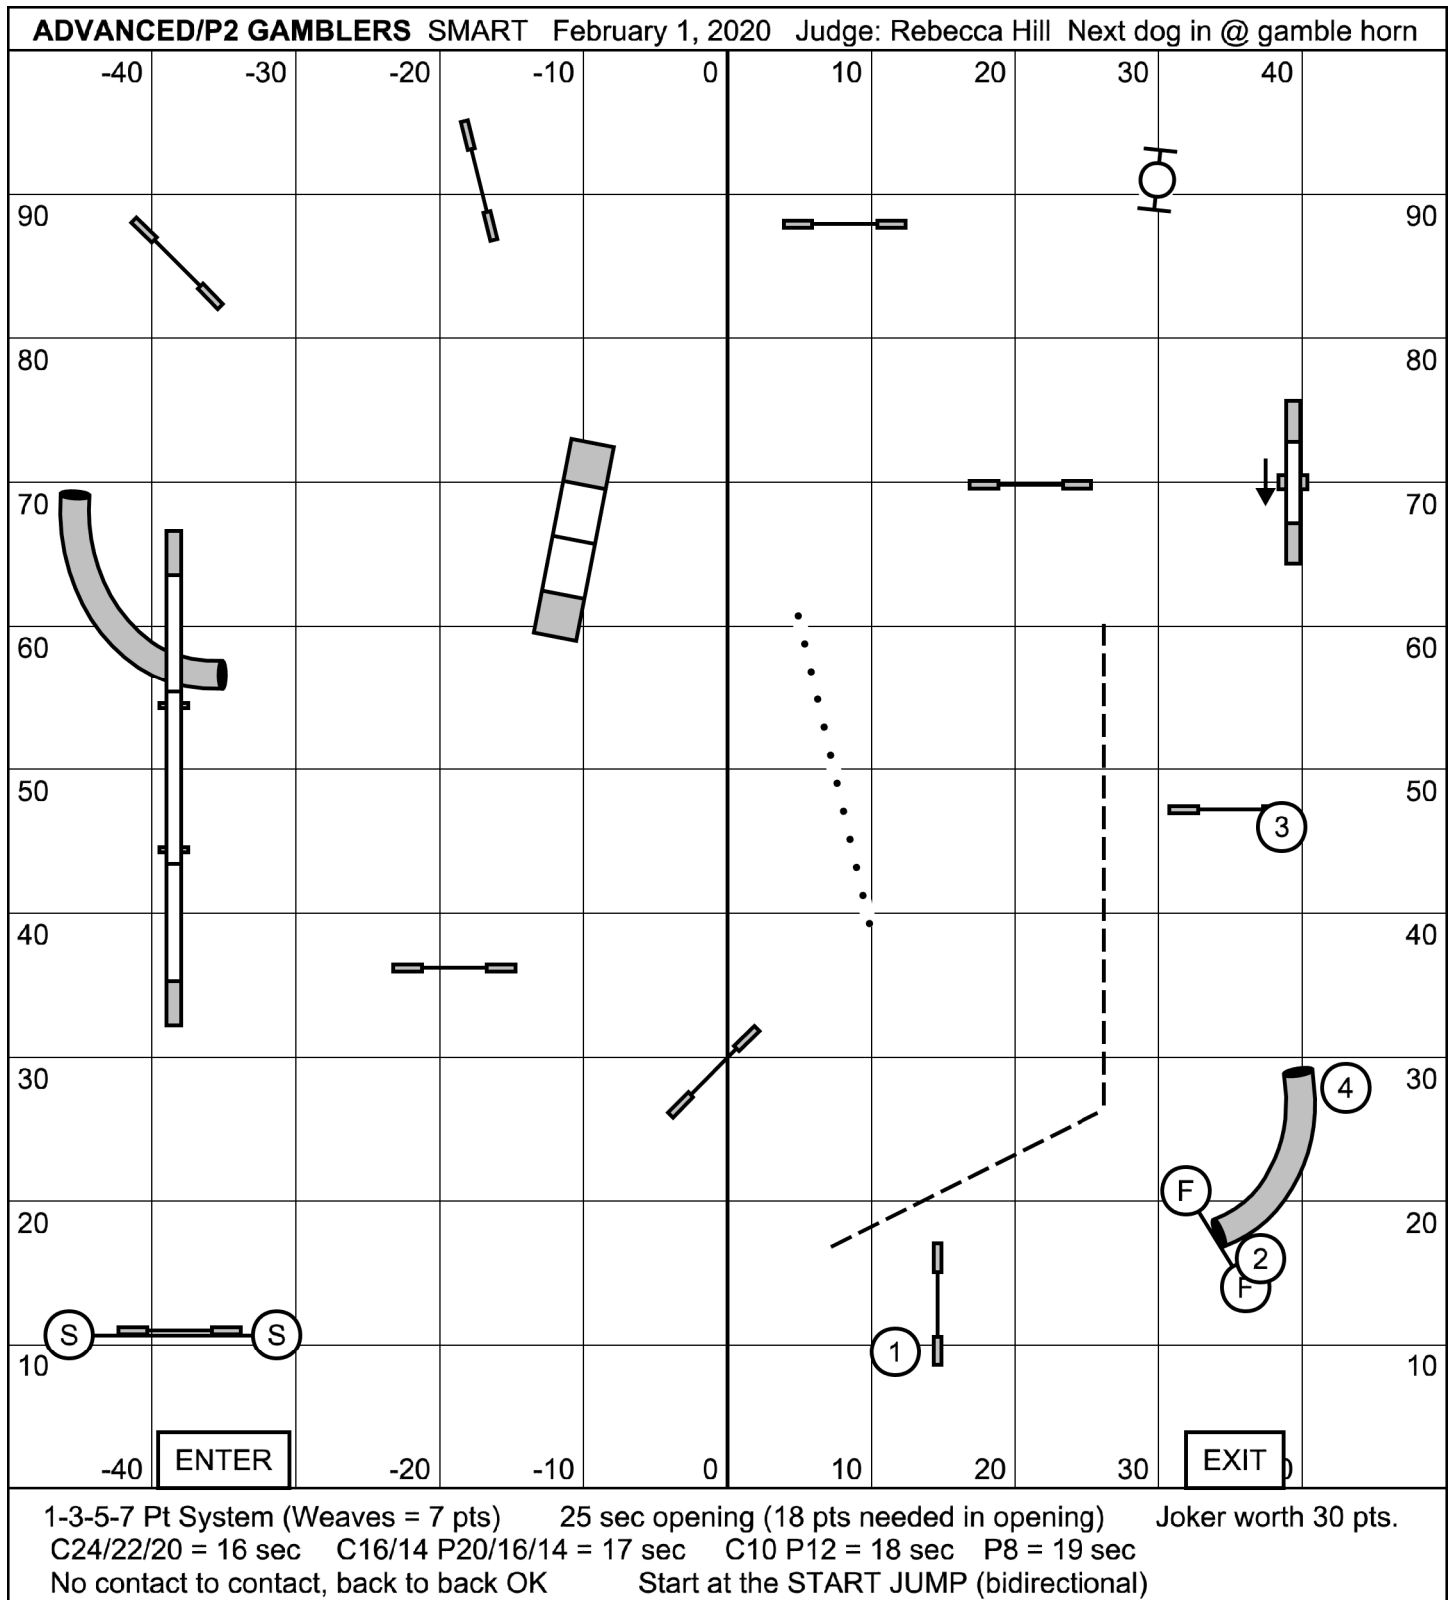 ADVANCED/P2 GAMBLERS SMART February 1, 2020 Judge: Rebecca Hill Next dog in @ gamble horn
-40 -30 -20 -10 0 10 20 30 40
90 90
80 80
70 70
60 60
50 50
3
40 40
30 30
4
F
20 20
2
F
S S
1
10 10
-40 ENTER -20 -10 0 10 20 30 EXIT 0
1-3-5-7 Pt System (Weaves = 7 pts) 25 sec opening (18 pts needed in opening) Joker worth 30 pts.
C24/22/20 = 16 sec C16/14 P20/16/14 = 17 sec C10 P12 = 18 sec P8 = 19 sec
No contact to contact, back to back OK Start at the START JUMP (bidirectional)